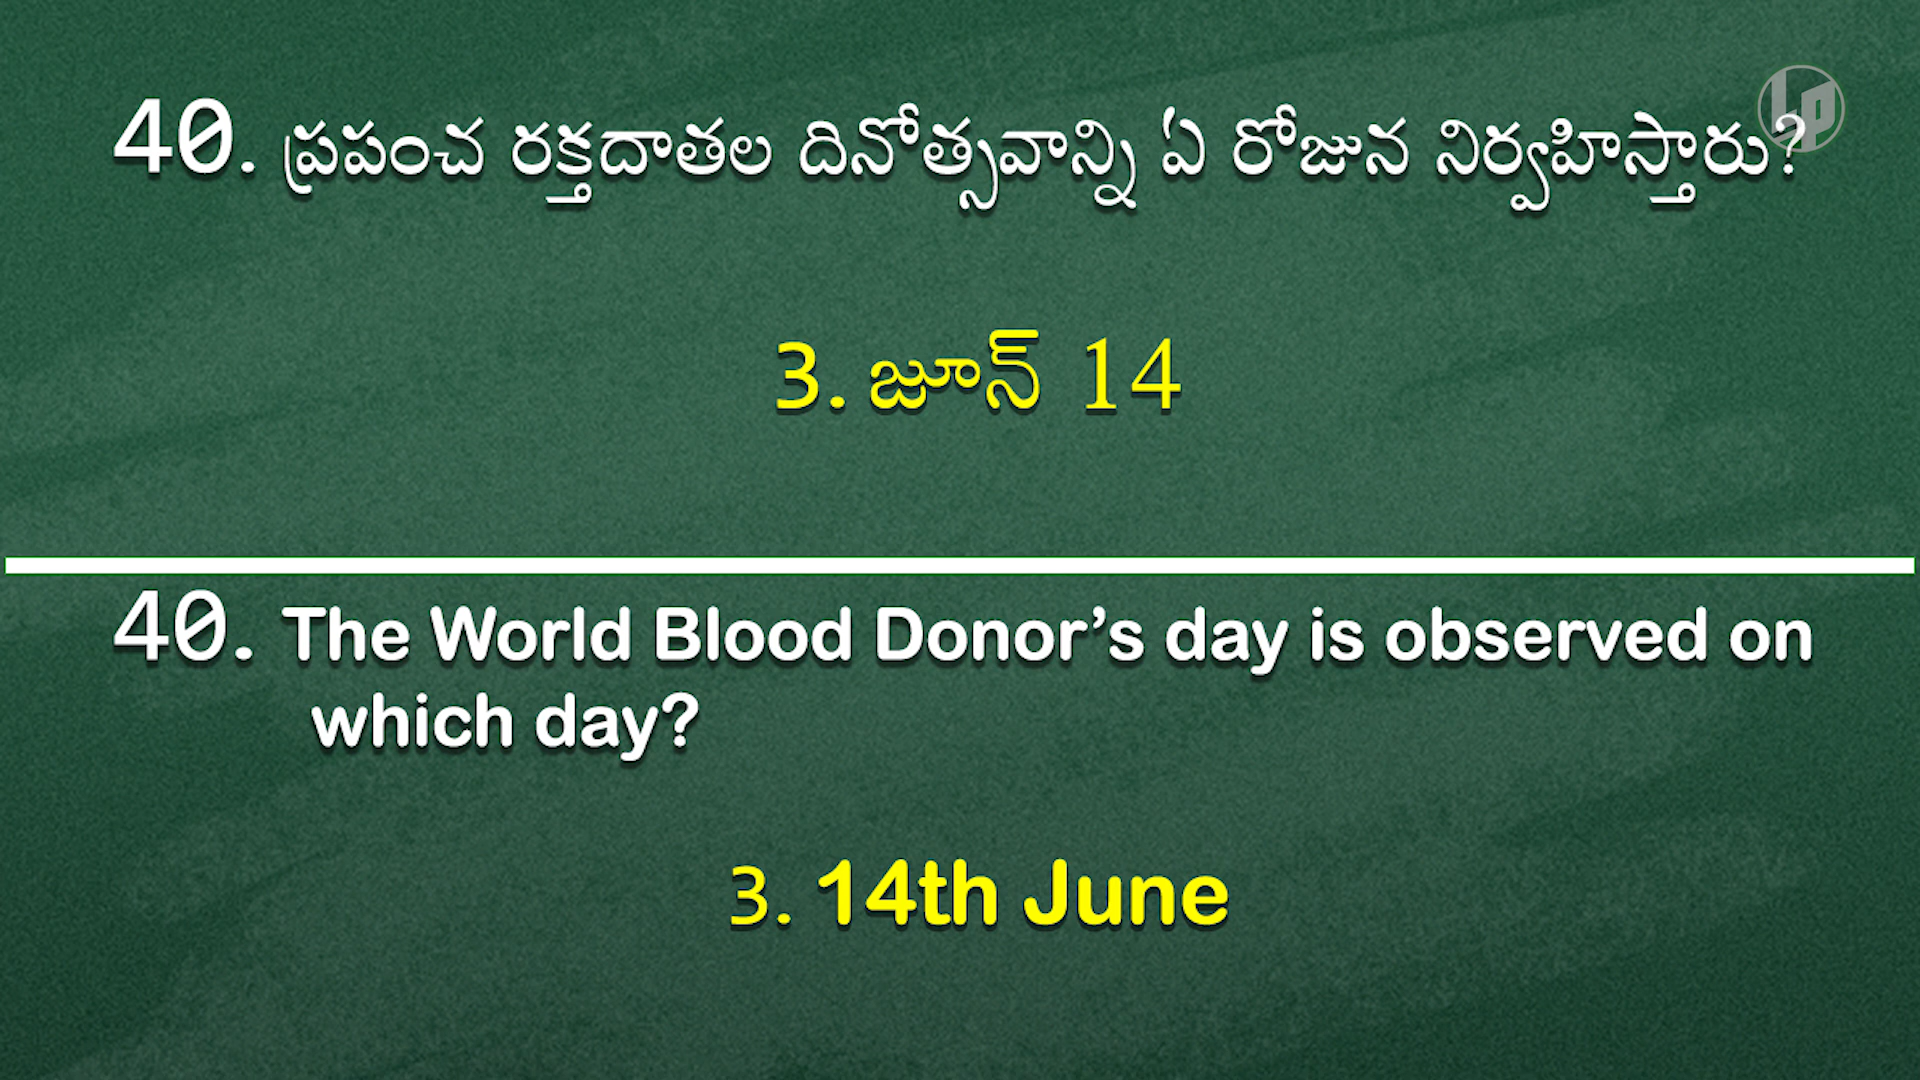 40. ప్రపంచ రక్తదాతల దినోత్సవాన్ని ఏ రోజున నిర్వహిస్తారు?
3. జూన్ 14
40. The World Blood Donor’s day is observed on
which day?
3. 14th June